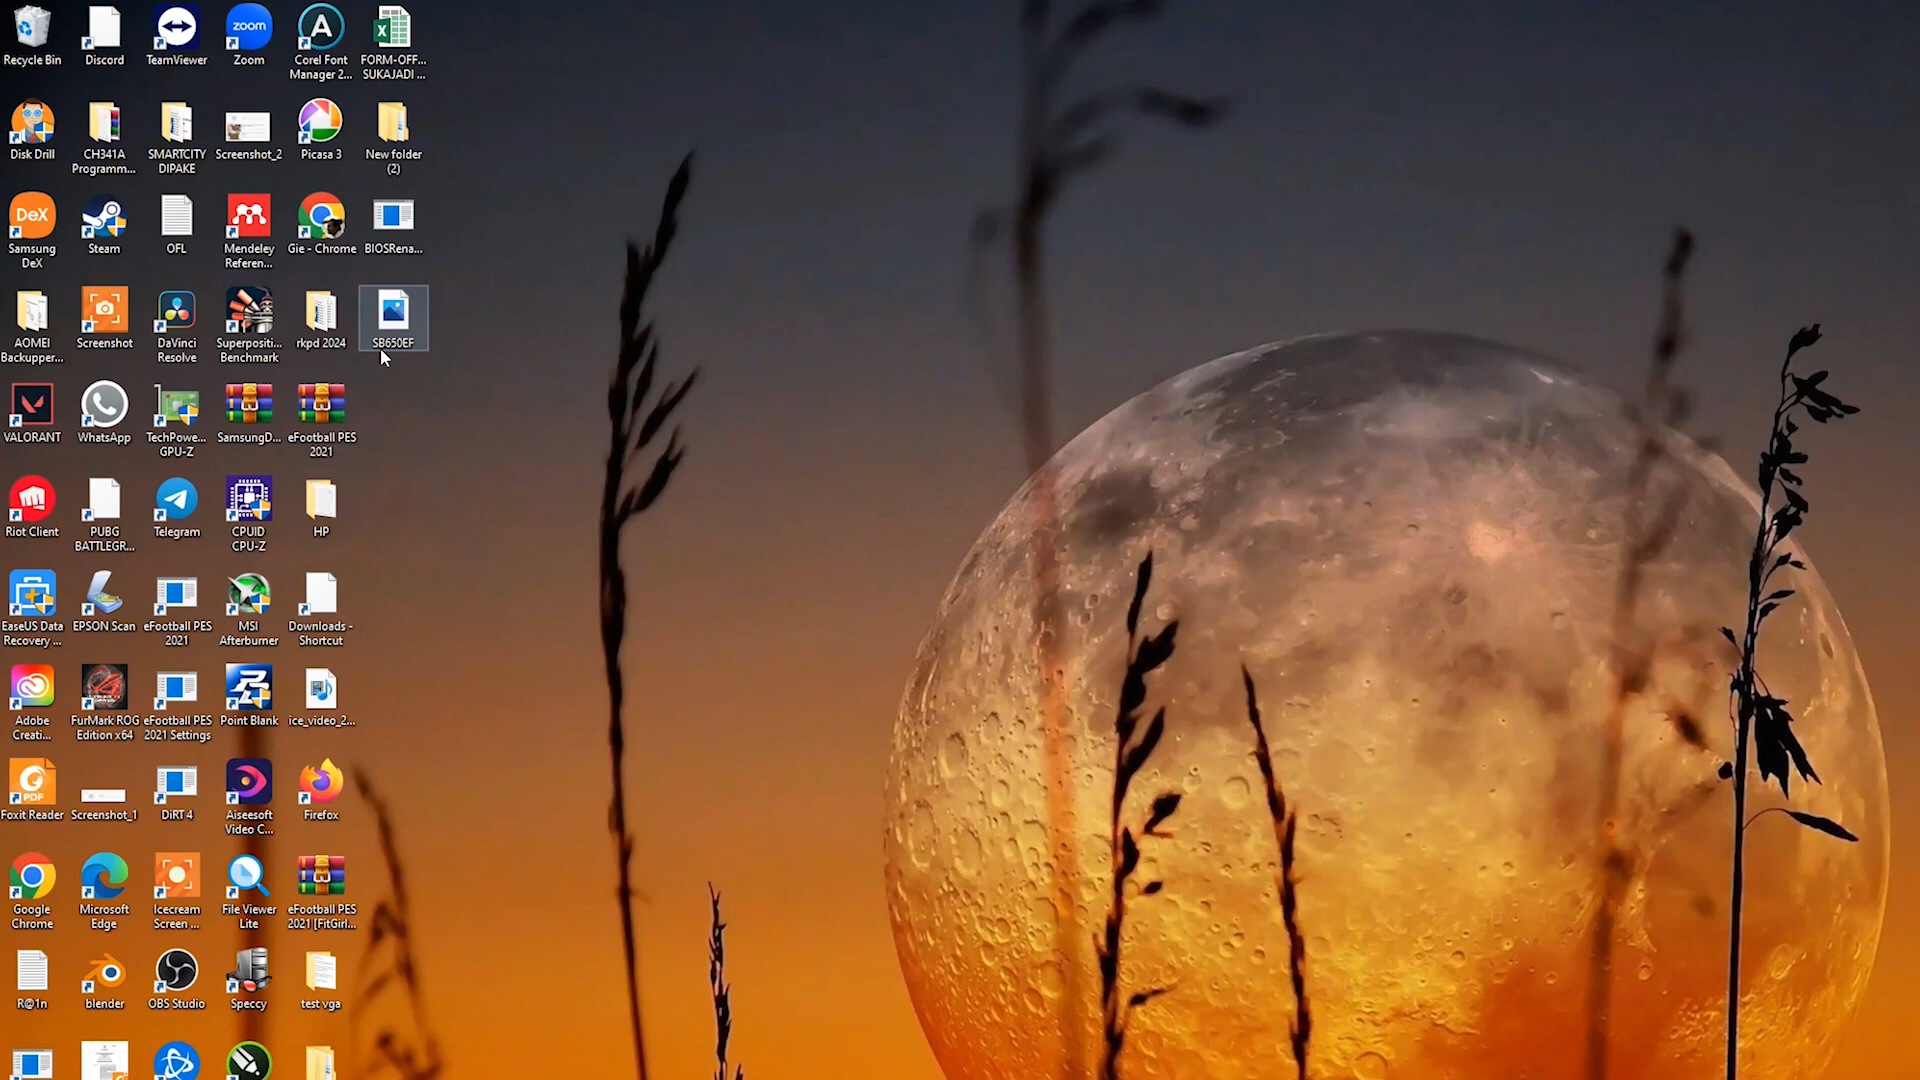 Recycle Bin
Discord
TeamViewer
zoom
Zoom
Corel Font
Manager 2...
FORM-OFF...
SUKAJADI ...
Disk Drill
CH341A
Programm...
SMARTCITY
DIPAKE
Screenshot_2
Picasa 3
New folder
(2)
DeX
Samsung
DeX
Steam
OFL
Mendeley
Referen...
Gie - Chrome
BIOSRena...
AOMEI
Backupper...
Screenshot
DaVinci
Resolve
Superpositi...
Benchmark
rkpd 2024
SB650EF
VALORANT
WhatsApp
TechPowe...
GPU-Z
SamsungD...
eFootball PES
2021
Riot Client
PUBG
BATTLEGR...
Telegram
CPUID
CPU-Z
HP
EaseUS Data
Recovery ...
EPSON Scan
eFootball PES
2021
MSI
Afterburner
Downloads -
Shortcut
Adobe
Creati...
FurMark ROG
Edition x64
eFootball PES
2021 Settings
Point Blank
ice_video_2...
PDF
Foxit Reader
Screenshot_1
DiRT 4
Aiseesoft
Video C...
Firefox
Google
Chrome
Microsoft
Edge
Icecream
Screen ...
File Viewer
Lite
eFootball PES
2021 [FitGirl...
R@1n
blender
OBS Studio
Speccy
test vga